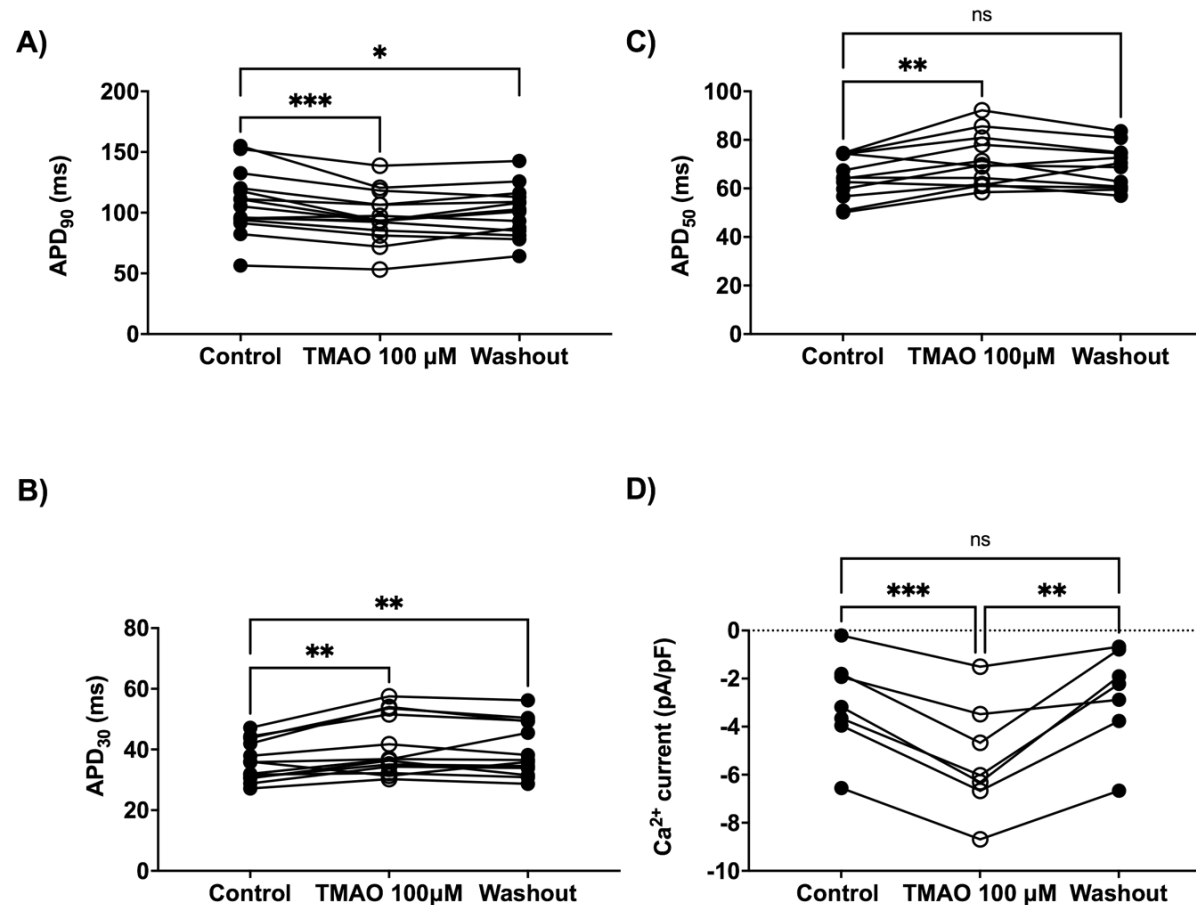 A)
*
***
200
150
100
50
0
APD90 (ms)
Control TMAO 100 µM Washout
C)
ns
**
100
80
60
40
20
0
APD50 (ms)
Control TMAO 100µM Washout
B)
**
**
80
60
40
20
0
APD30 (ms)
Control TMAO 100µM Washout
D)
ns
*** **
0
-2
-4
-6
-8
-10
Ca2+ current (pA/pF)
Control TMAO 100 µM Washout